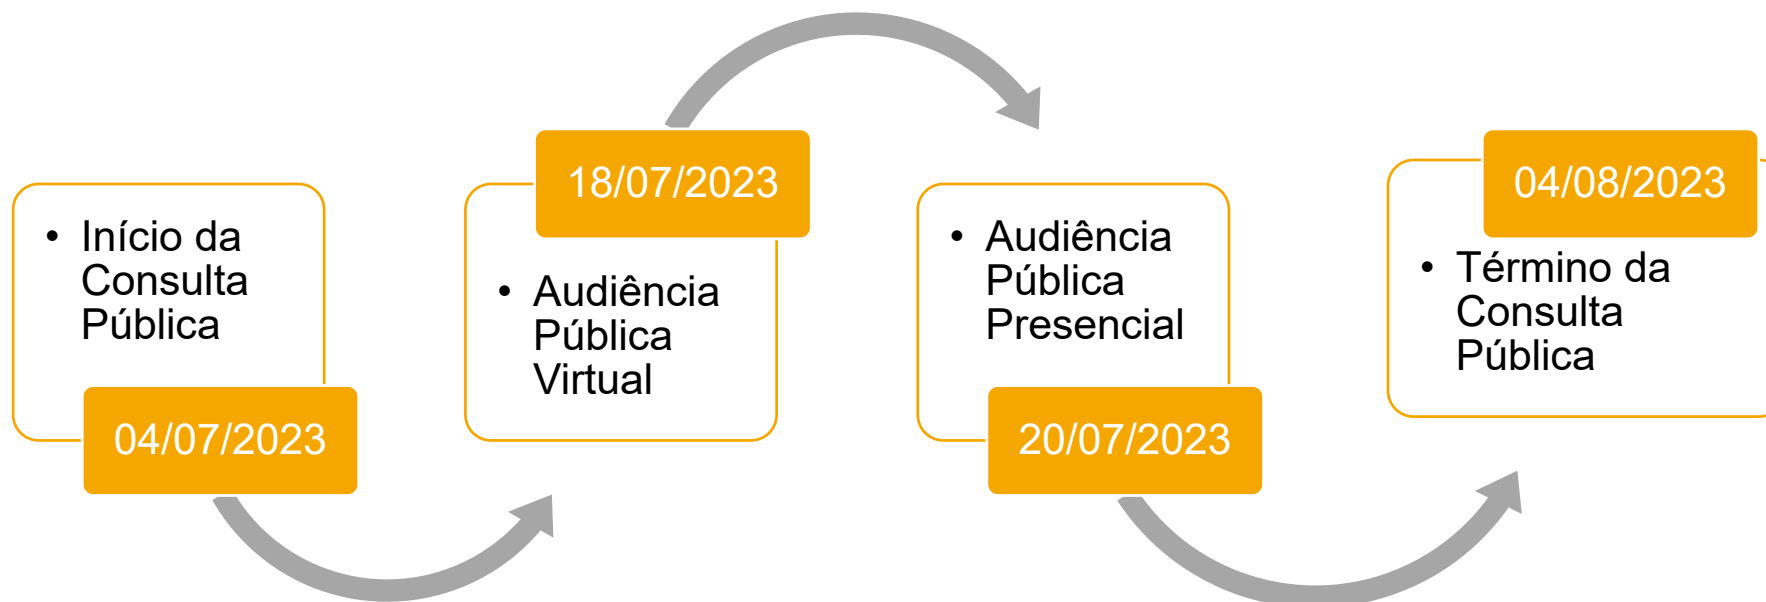 • Início da
Consulta
Pública
04/07/2023
18/07/2023
• Audiência
Pública
Virtual
• Audiência
Pública
Presencial
20/07/2023
04/08/2023
• Término da
Consulta
Pública